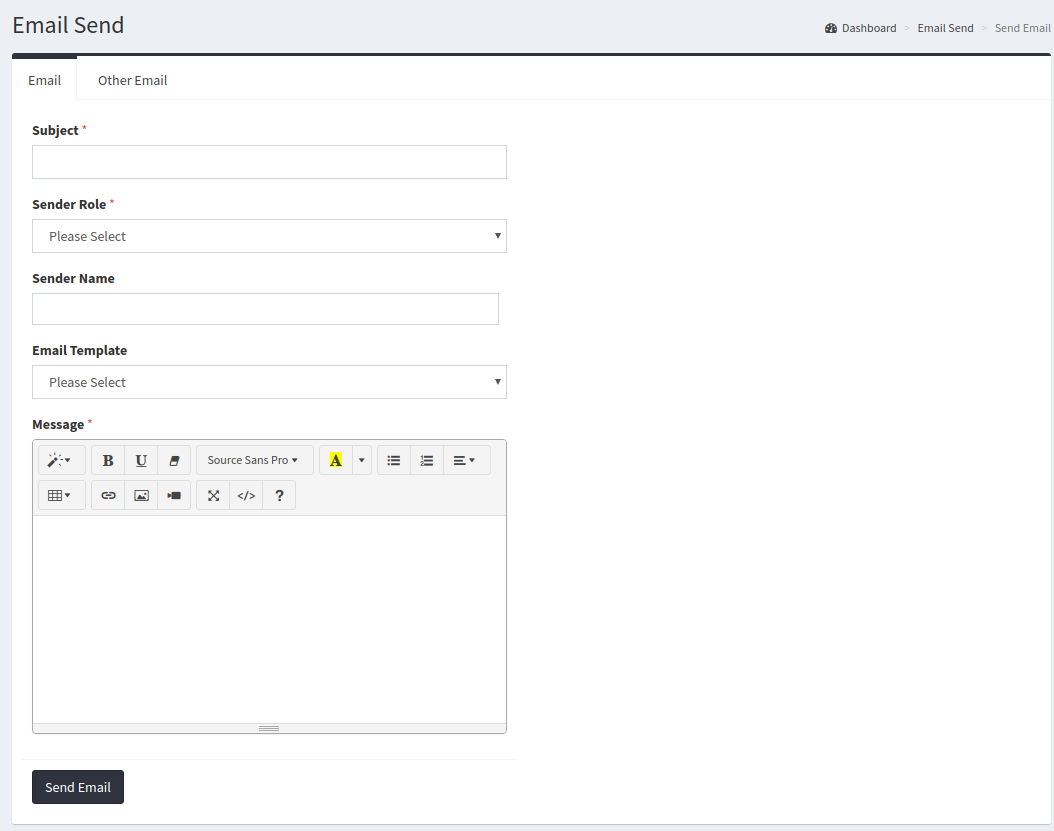 Email Send
Dashboard > Email Send > Send Email
Email Other Email
Subject *
Sender Role *
Please Select
Sender Name
Email Template
Please Select
Message *
B U Source Sans Pro A
</> ?
Send Email